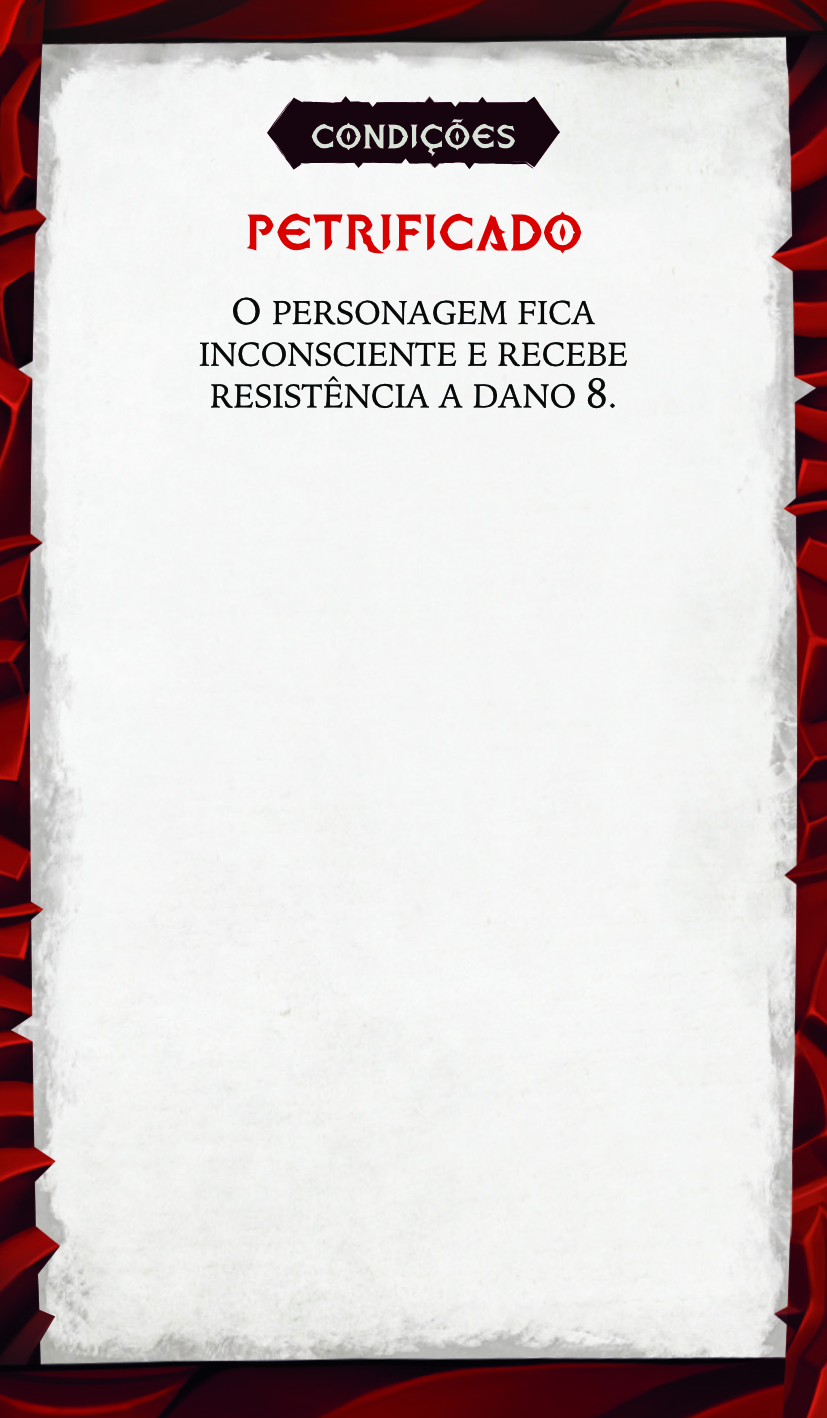 CONDIÇÕES
PETRIFICADO
O PERSONAGEM FICA
INCONSCIENTE E RECEBE
RESISTÊNCIA A DANO 8.